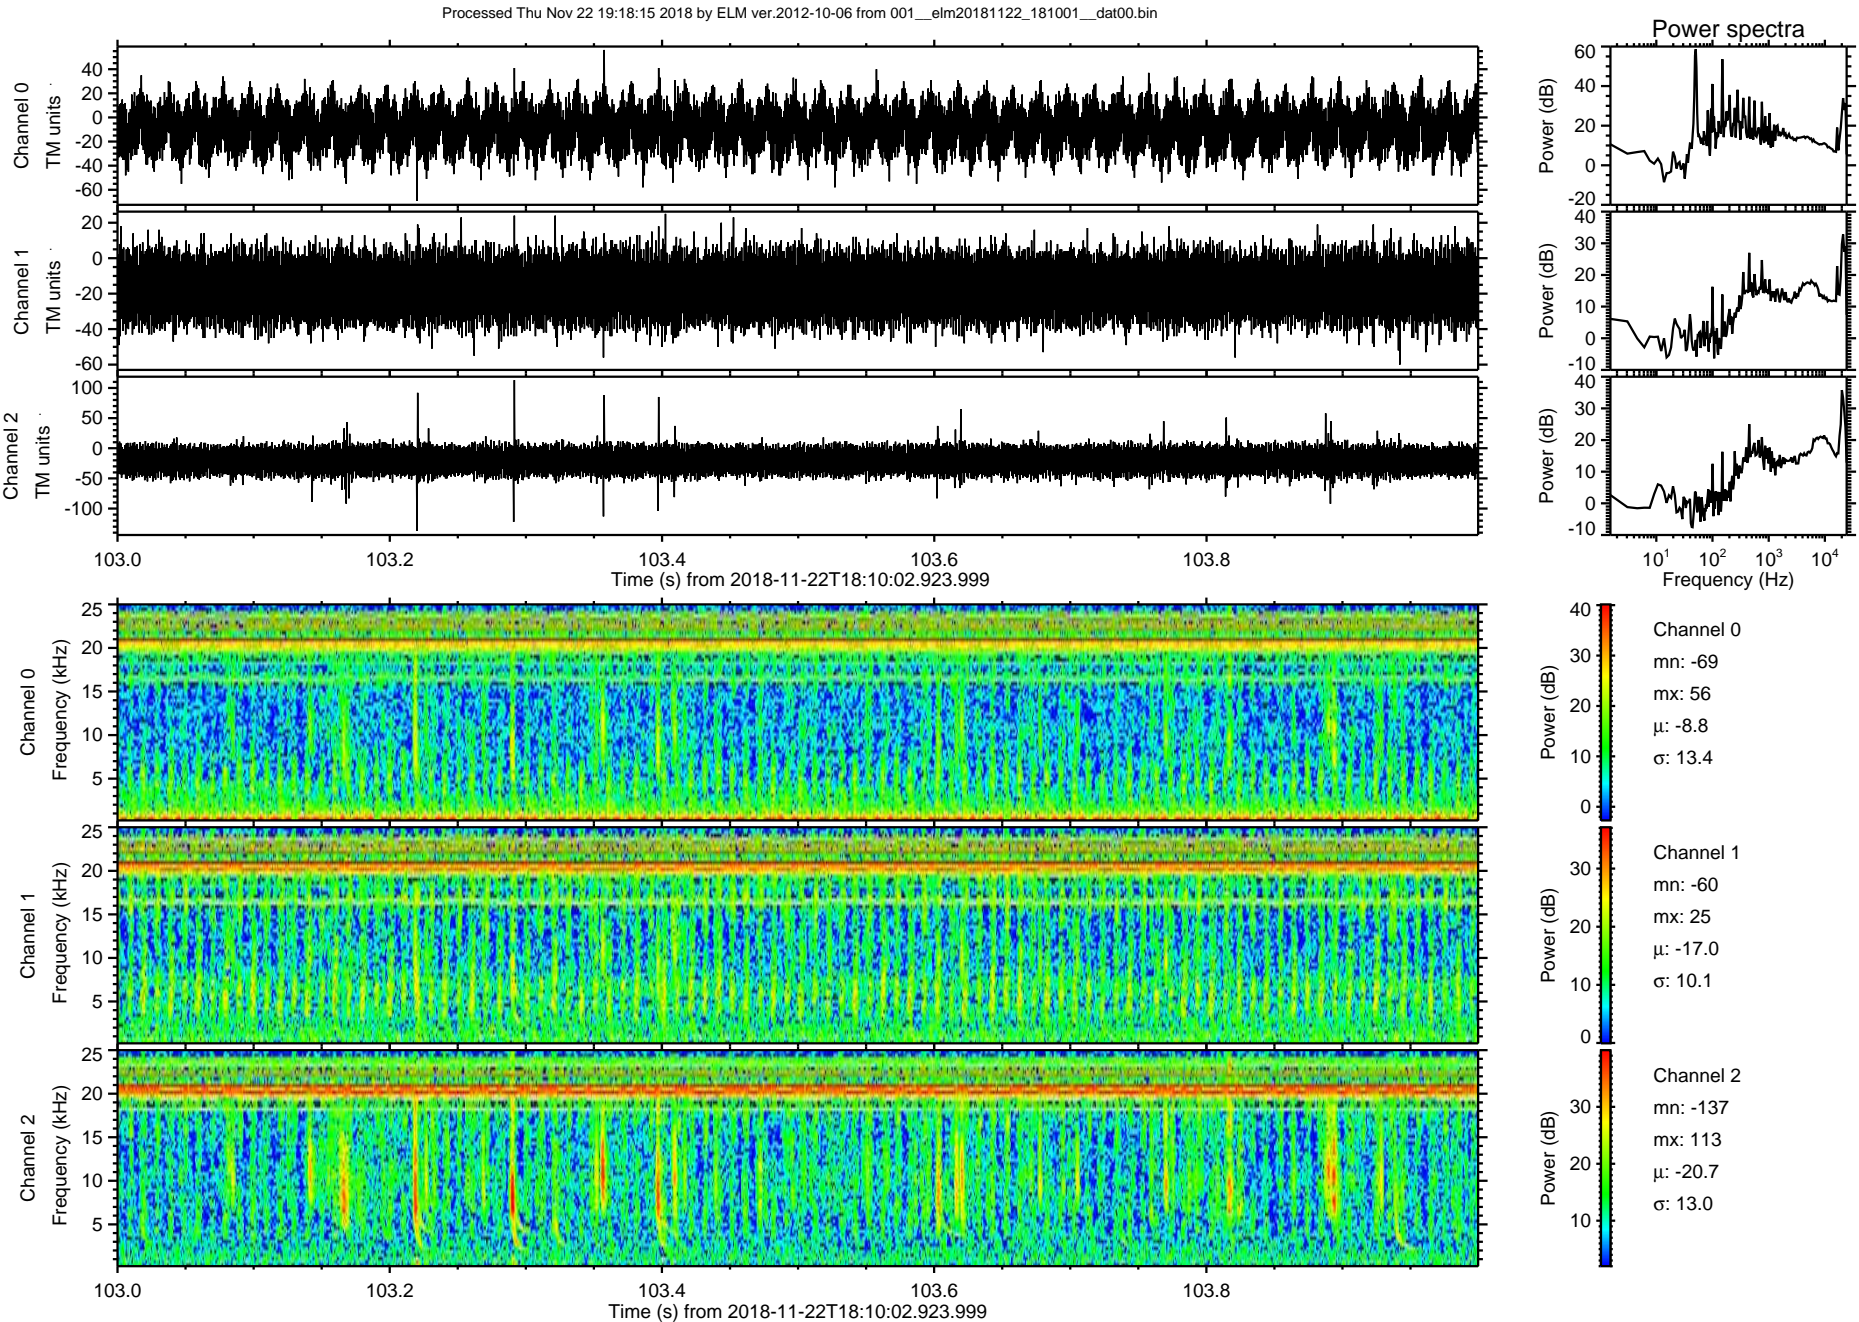 Processed Thu Nov 22 19:18:15 2018 by ELM ver.2012-10-06 from 001__elm20181122_181001__dat00.bin
Power spectra
Channel 0
TM units
40
20
0
-20
-40
-60
Power (dB)
60
40
20
0
-20
Channel 1
TM units
20
0
-20
-40
-60
Power (dB)
40
30
20
10
0
-10
Channel 2
TM units
100
50
0
-50
-100
Power (dB)
40
30
20
10
0
-10
103.0 103.2 103.4 103.6 103.8
Time (s) from 2018-11-22T18:10:02.923.999
10¹ 10² 10³ 10⁴
Frequency (Hz)
Channel 0
Frequency (kHz)
25
20
15
10
5
Power (dB)
40
30
20
10
0
Channel 0
mn: -69
mx: 56
μ: -8.8
σ: 13.4
Channel 1
Frequency (kHz)
25
20
15
10
5
Power (dB)
30
20
10
0
Channel 1
mn: -60
mx: 25
μ: -17.0
σ: 10.1
Channel 2
Frequency (kHz)
25
20
15
10
5
Power (dB)
30
20
10
Channel 2
mn: -137
mx: 113
μ: -20.7
σ: 13.0
103.0 103.2 103.4 103.6 103.8
Time (s) from 2018-11-22T18:10:02.923.999